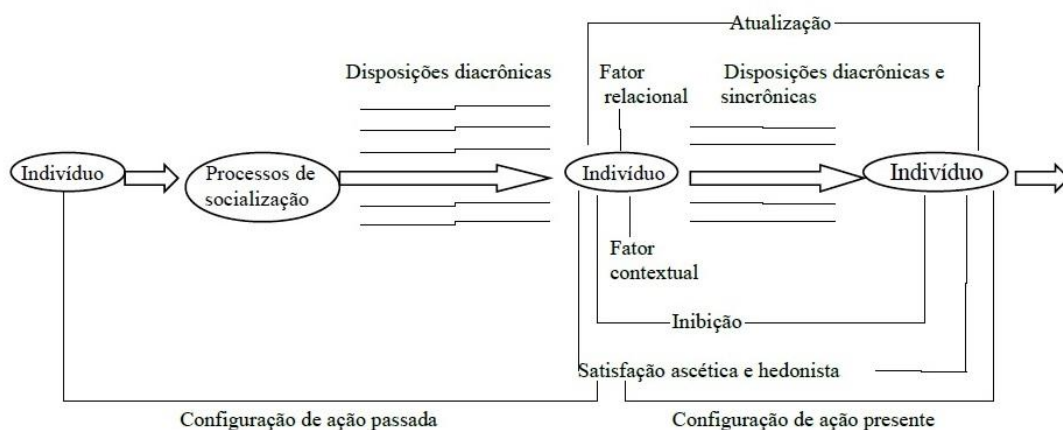 Atualização
Disposições diacrônicas
Fator
relacional
Disposições diacrônicas e
sincrônicas
Indivíduo
Processos de
socialização
Indivíduo
Indivíduo
Fator
contextual
Inibição
Satisfação ascética e hedonista
Configuração de ação passada
Configuração de ação presente